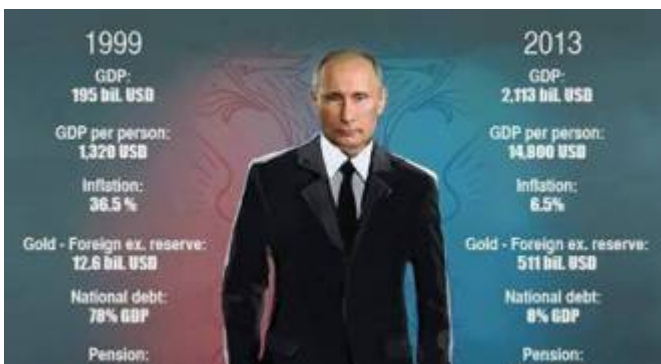 1999
GDP:
195 bil. USD
GDP per person:
1,320 USD
Inflation:
36.5 %
Gold - Foreign ex. reserve:
12.6 bil. USD
National debt:
78% GDP
Pension:
2013
GDP:
2,113 bil. USD
GDP per person:
14,800 USD
Inflation:
6.5%
Gold - Foreign ex. reserve:
511 bil. USD
National debt:
8% GDP
Pension: